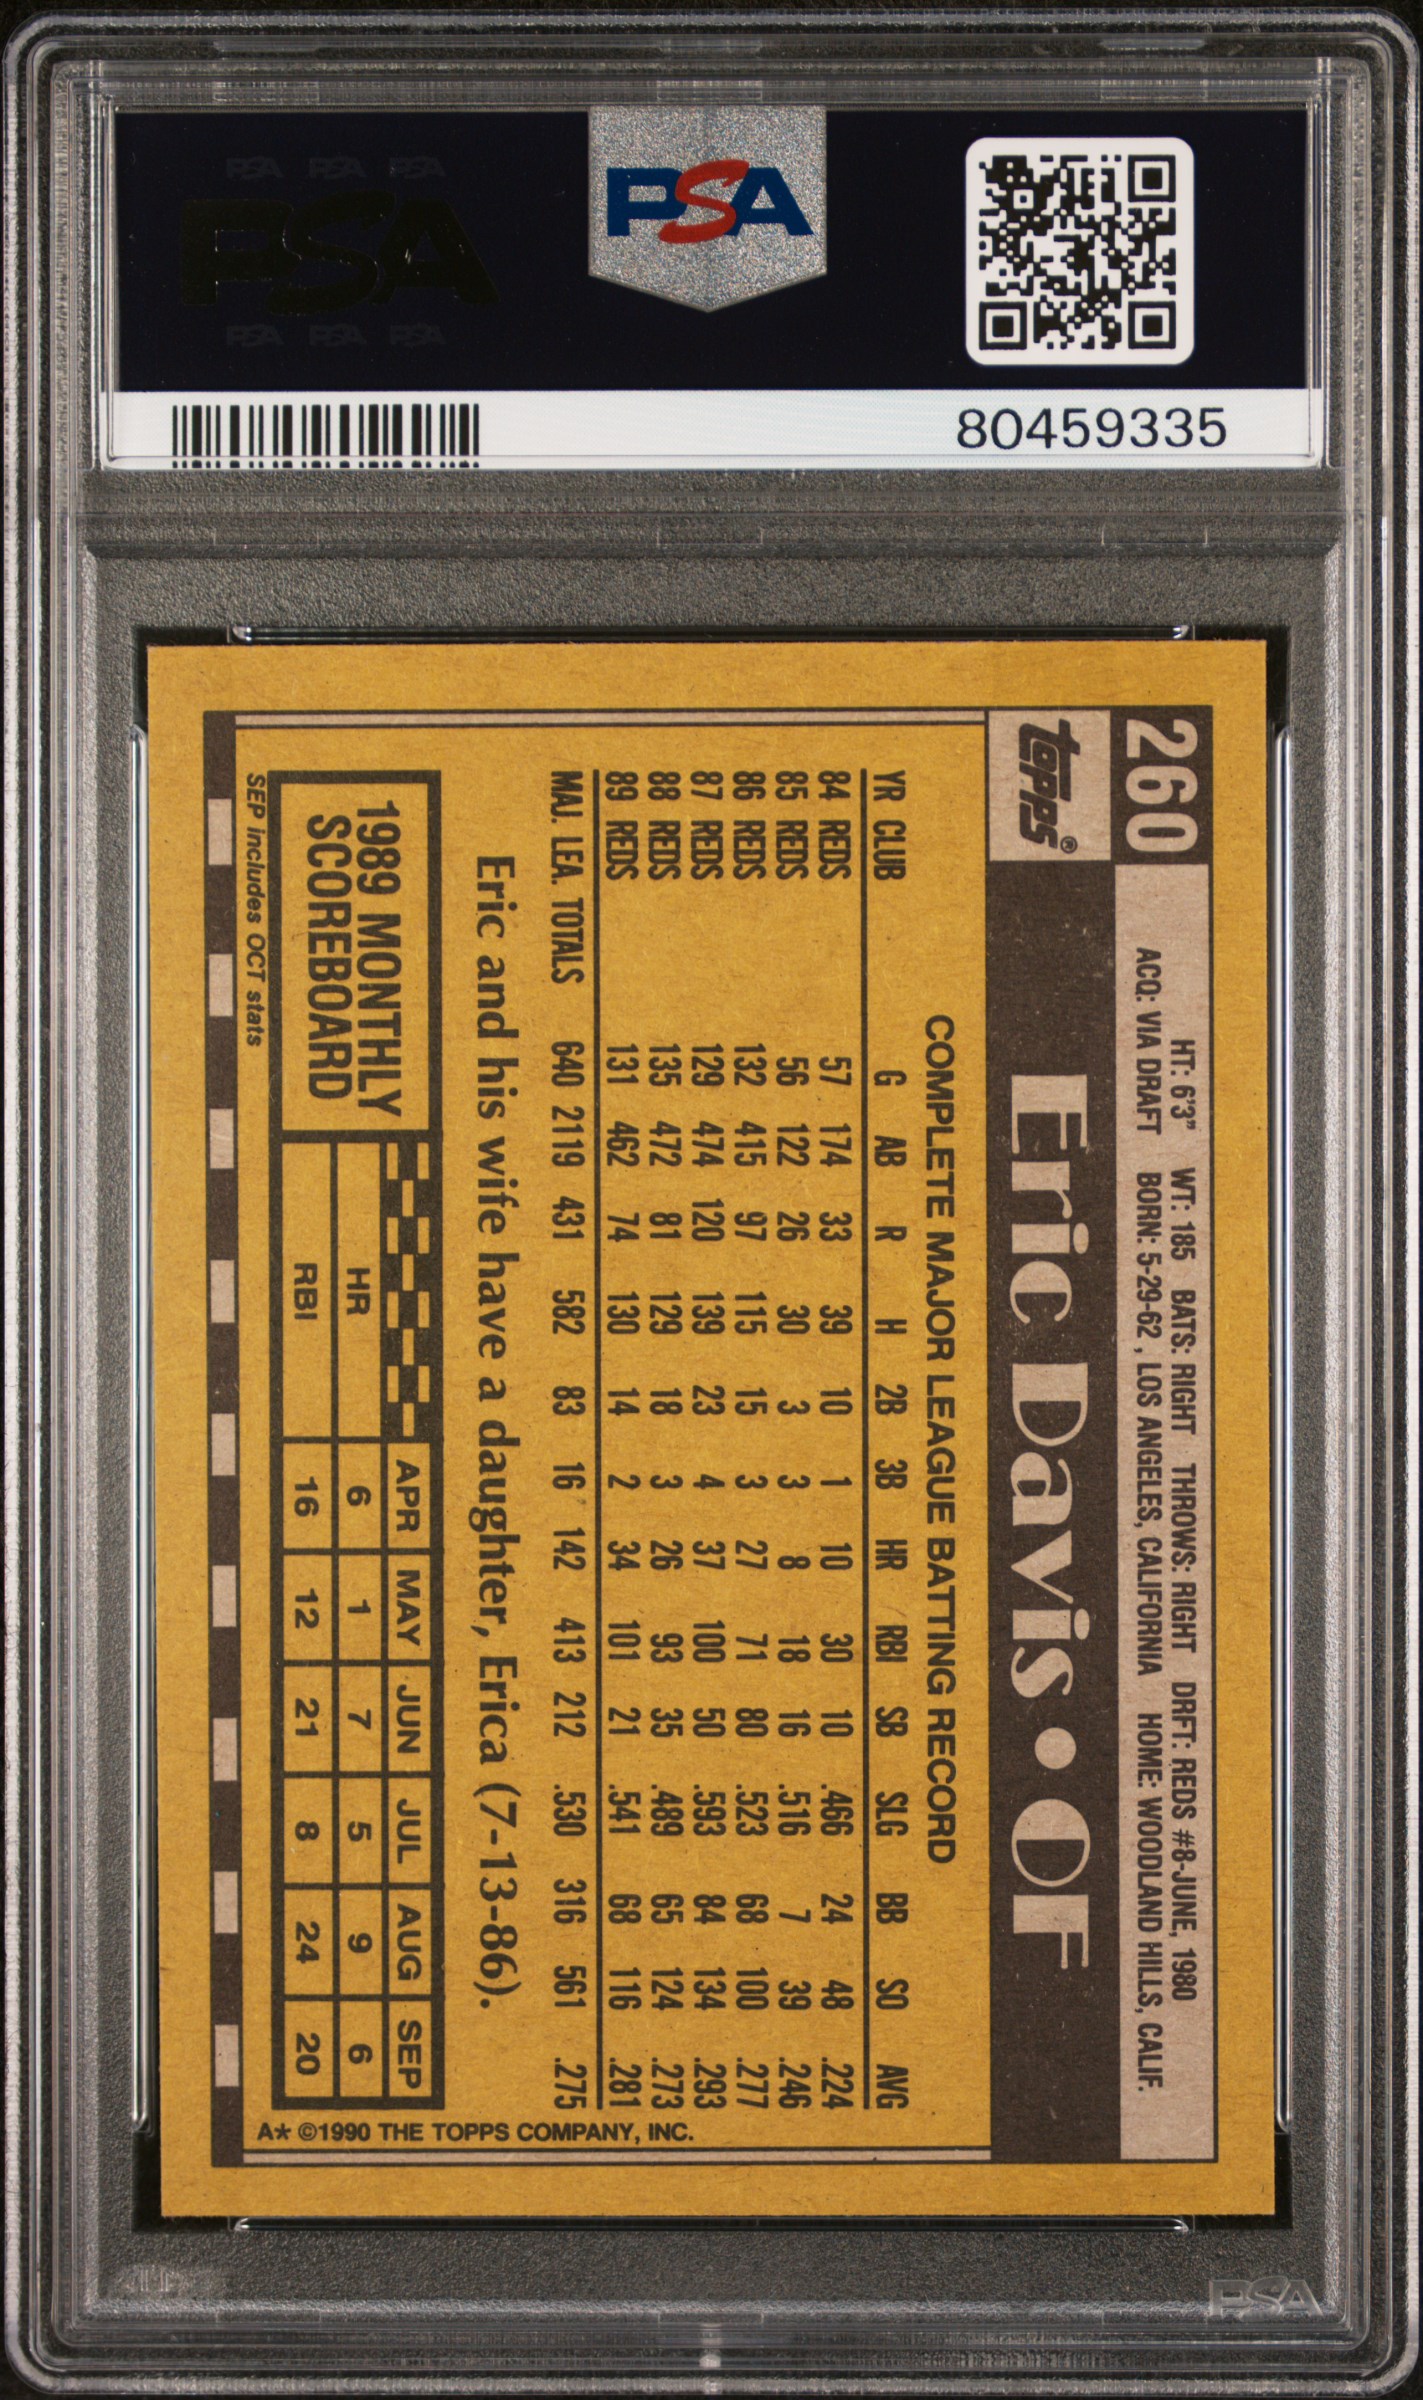 PSA PSA PSA
PSA
PSA PSA PSA
PSA
80459335
260
HT: 6'3" WT: 185 BATS: RIGHT THROWS: RIGHT DRFT: REDS #8-JUNE, 1980
ACQ: VIA DRAFT BORN: 5-29-62, LOS ANGELES, CALIFORNIA HOME: WOODLAND HILLS, CALIF.
topps®
Eric Davis • OF
COMPLETE MAJOR LEAGUE BATTING RECORD
YR CLUB G AB R H 2B 3B HR RBI SB SLG BB SO AVG
84 REDS 57 174 33 39 10 1 10 30 10 .466 24 48 .224
85 REDS 56 122 26 30 3 3 8 18 16 .516 7 39 .246
86 REDS 132 415 97 115 15 3 27 71 80 .523 68 100 .277
87 REDS 129 474 120 139 23 4 37 100 50 .593 84 134 .293
88 REDS 135 472 81 129 18 3 26 93 35 .489 65 124 .273
89 REDS 131 462 74 130 14 2 34 101 21 .541 68 116 .281
MAJ. LEA. TOTALS 640 2119 431 582 83 16 142 413 212 .530 316 561 .275
Eric and his wife have a daughter, Erica (7-13-86).
1989 MONTHLY
SCOREBOARD
APR MAY JUN JUL AUG SEP
HR 6 1 7 5 9 6
RBI 16 12 21 8 24 20
SEP includes OCT stats
A* ©1990 THE TOPPS COMPANY, INC.
PSA